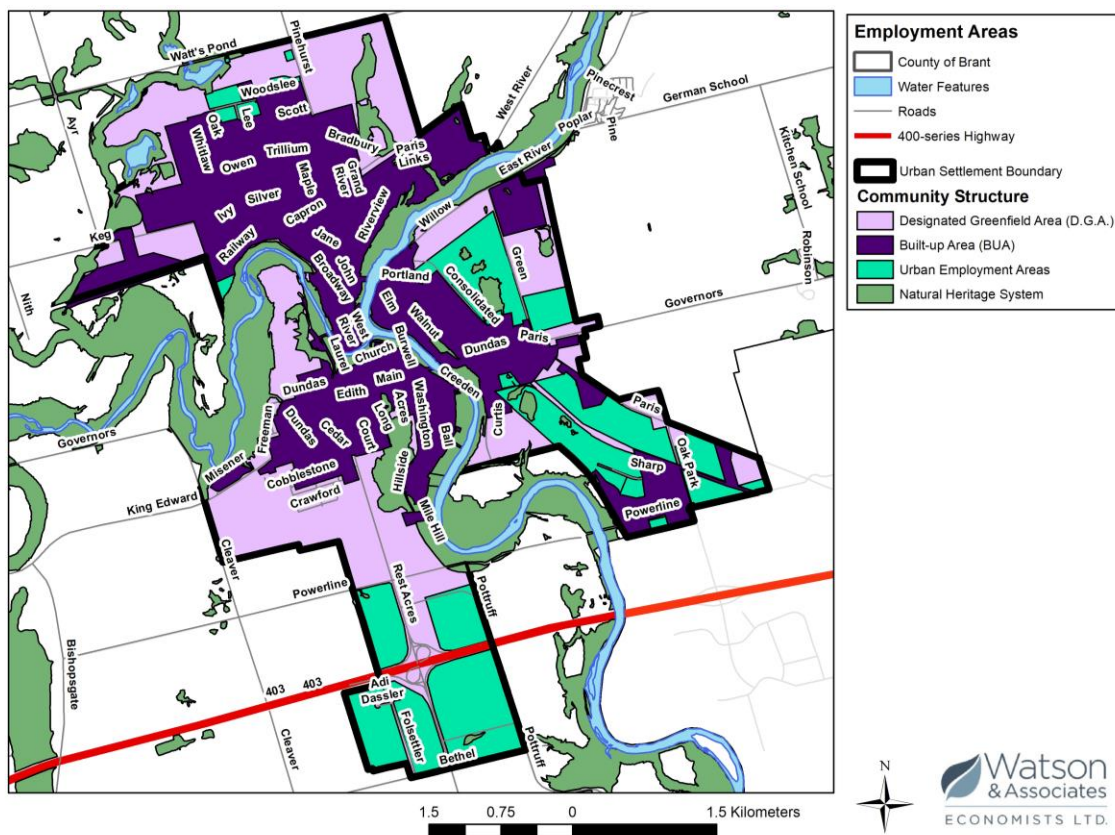 Watt's Pond
Pinehurst
Woodslee
Scott
Oak
Lee
Ayr
Whitlaw
Owen
Trillium
Bradbury
Paris
Links
Grand
River
Maple
Silver
Ivy
Capron
Riverview
Railway
Keg
Nith
Jane
John
Broadway
West River
Pinecrest
Pine
Poplar
German School
Kitchen School
Robinson
East River
Willow
Green
Portland
Consolidated
Governors
Elm
Walnut
West
River
Laurel
Church
Burwell
Dundas
Paris
Creeden
Dundas
Edith
Main
Freeman
Dundas
Cedar
Court
Long
Acres
Washington
Ball
Curtis
Hillside
Paris
Oak Park
Sharp
Powerline
Governors
Misener
Cobblestone
Crawford
King Edward
Mile Hill
Cleaver
Powerline
Rest Acres
Pottruff
Bishopsgate
403 403
Adi
Dassler
Folsettler
Bethel
Pottruff
Cleaver
Employment Areas
County of Brant
Water Features
Roads
400-series Highway
Urban Settlement Boundary
Community Structure
Designated Greenfield Area (D.G.A.)
Built-up Area (BUA)
Urban Employment Areas
Natural Heritage System
1.5 0.75 0 1.5 Kilometers
N
Watson
& Associates
ECONOMISTS LTD.